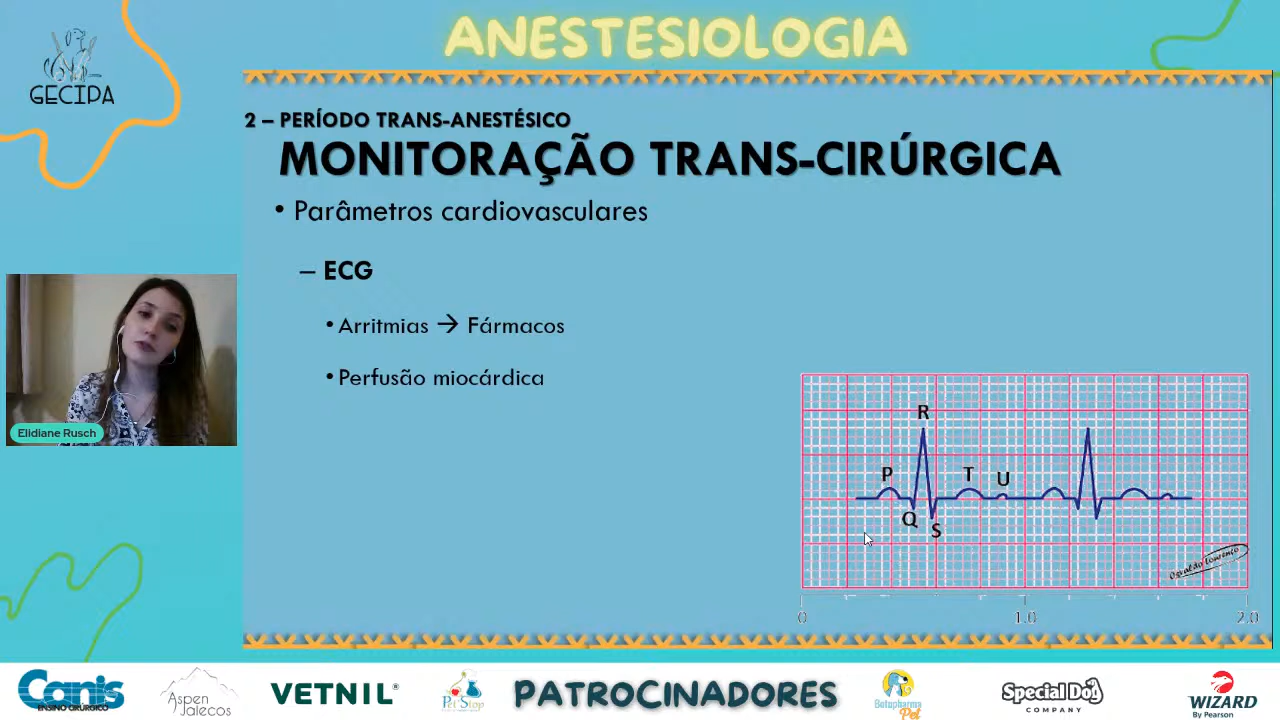 ANESTESIOLOGIA
GECIPA
2 – PERÍODO TRANS-ANESTÉSICO
MONITORAÇÃO TRANS-CIRÚRGICA
• Parâmetros cardiovasculares
– ECG
• Arritmias → Fármacos
• Perfusão miocárdica
Elidiane Rusch
R
P
T
U
Q
S
Osvaldo Lourenço
0
1.0
2.0
Canis
ENSINO CIRÚRGICO
Aspen
Jalecos
VETNIL®
Pet Stop
PATROCINADORES
Botupharma
Pet
Special Dog
COMPANY
WIZARD
By Pearson